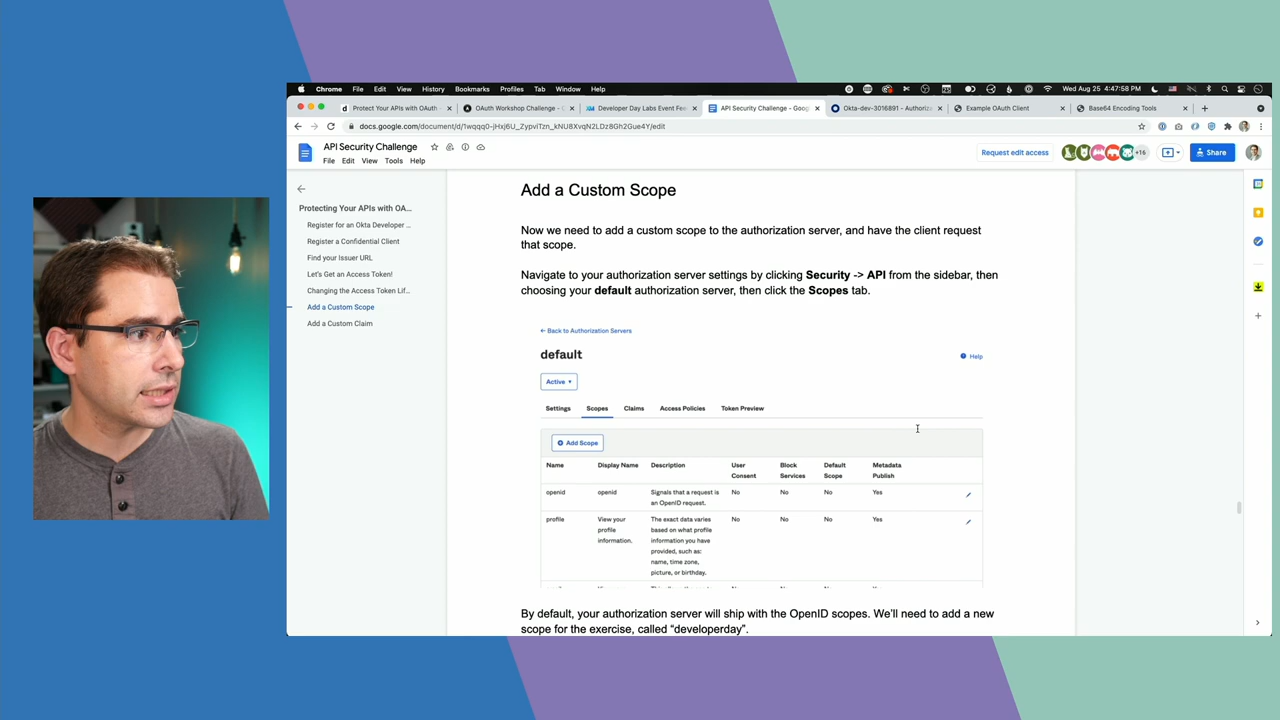 Chrome File Edit View History Bookmarks Profiles Tab Window Help
Wed Aug 25 4:47:58 PM
Protect Your APIs with OAuth
OAuth Workshop Challenge -
Developer Day Labs Event Fee
API Security Challenge - Goog
Okta-dev-3016891 - Authoriz
Example OAuth Client
Base64 Encoding Tools
API Security Challenge
File Edit View Tools Help
Request edit access
+16
Share
Protecting Your APIs with OA...
Register for an Okta Developer ...
Register a Confidential Client
Find your Issuer URL
Let's Get an Access Token!
Changing the Access Token Lif...
Add a Custom Scope
Add a Custom Claim
Add a Custom Scope
Now we need to add a custom scope to the authorization server, and have the client request
that scope.
Navigate to your authorization server settings by clicking Security -> API from the sidebar, then
choosing your default authorization server, then click the Scopes tab.
← Back to Authorization Servers
default
Help
Active
Settings Scopes Claims Access Policies Token Preview
Add Scope
Name Display Name Description User Consent Block Services Default Scope Metadata Publish
openid openid Signals that a request is an OpenID request. No No No Yes
profile View your profile information. The exact data varies based on what profile information you have provided, such as: name, time zone, picture, or birthday. No No No Yes
By default, your authorization server will ship with the OpenID scopes. We'll need to add a new
scope for the exercise, called "developerday".